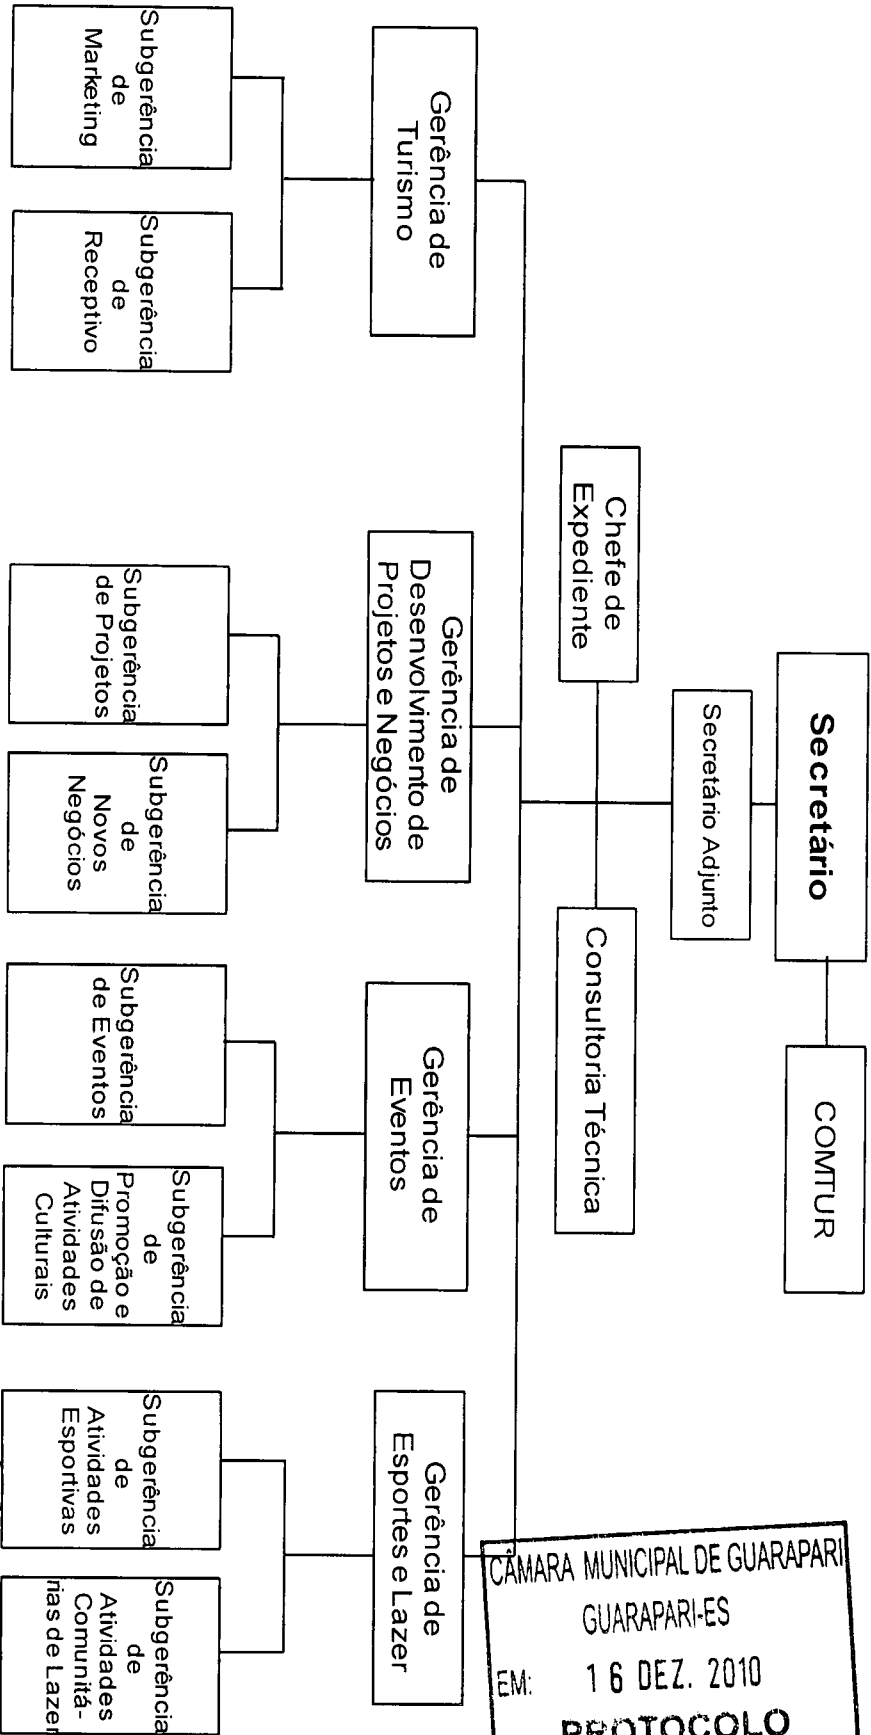 Secretário
COMTUR
Secretário Adjunto
Chefe de
Expediente
Consultoria Técnica
Gerência de
Turismo
Gerência de
Desenvolvimento de
Projetos e Negócios
Gerência de
Eventos
Gerência de
Esportes e Lazer
Subgerência
de
Marketing
Subgerência
de
Receptivo
Subgerência
de Projetos
Subgerência
de
Novos
Negócios
Subgerência
de Eventos
Subgerência
de
Promoção e
Difusão de
Atividades
Culturais
Subgerência
de
Atividades
Esportivas
Subgerência
de
Atividades
Comunitá-
rias de Lazer
CÂMARA MUNICIPAL DE GUARAPARI
GUARAPARI-ES
EM: 16 DEZ. 2010
PROTOCOLO